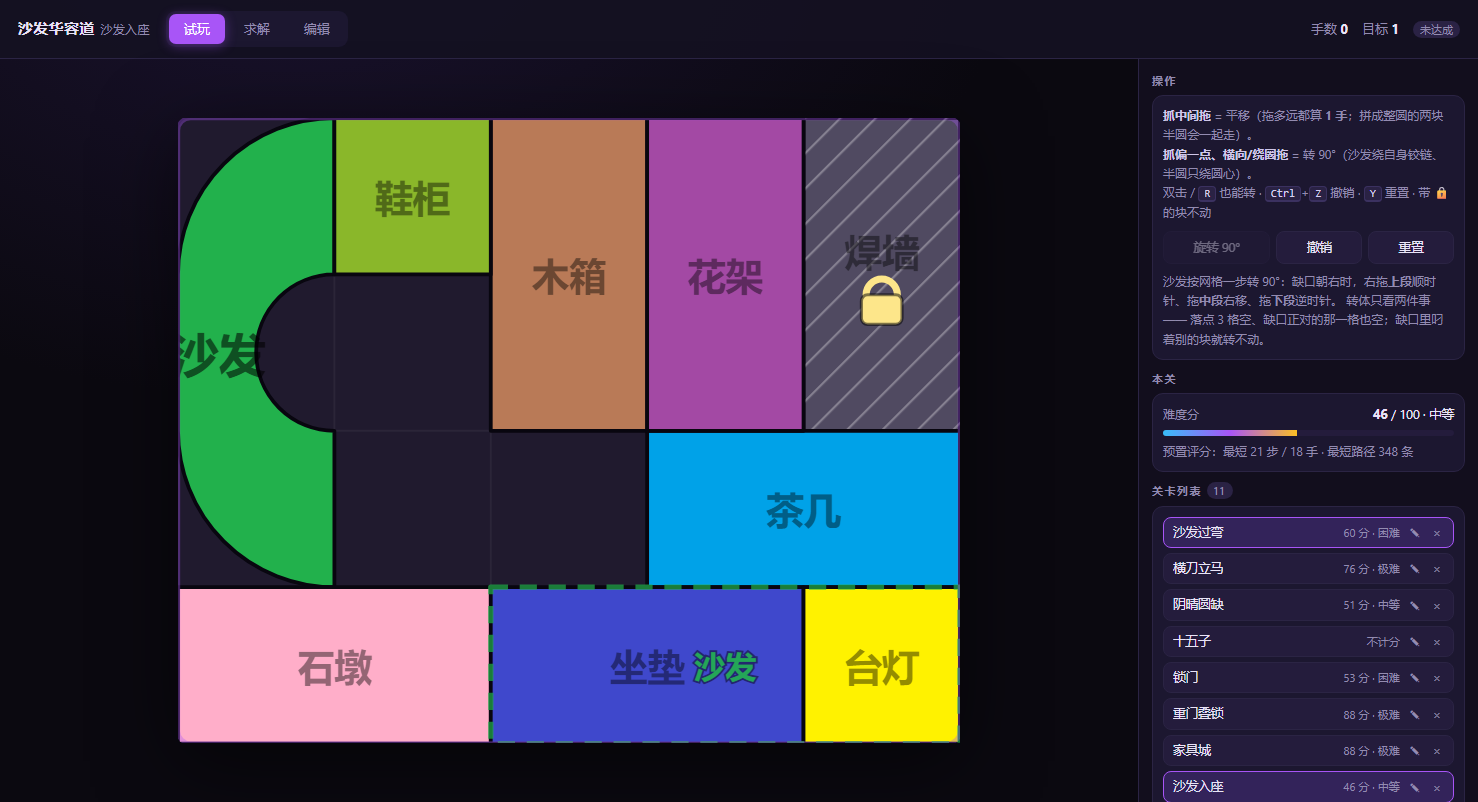 沙发华容道 沙发入座 试玩 求解 编辑 手数 0 目标 1 未达成
操作
抓中间拖 = 平移（拖多远都算 1 手；拼成整圆的两块
半圆会一起走）。
抓偏一点、横向/绕圆拖 = 转 90°（沙发绕自身铰链、
半圆只绕圆心）。
双击 / R 也能转 · Ctrl + Z 撤销 · Y 重置 · 带 🔒
的块不动
旋转 90° 撤销 重置
沙发按网格一步转 90°：缺口朝右时，右拖上段顺时
针、拖中段右移、拖下段逆时针。 转体只看两件事
—— 落点 3 格空、缺口正对的那一格也空；缺口里叼
着别的块就转不动。
鞋柜
木箱
花架
焊墙
沙发
茶几
石墩
坐垫 沙发
台灯
本关
难度分 46 / 100 · 中等
预置评分：最短 21 步 / 18 手 · 最短路径 348 条
关卡列表 11
沙发过弯 60 分 · 困难 ×
横刀立马 76 分 · 极难 ×
阴晴圆缺 51 分 · 中等 ×
十五子 不计分 ×
锁门 53 分 · 困难 ×
重门叠锁 88 分 · 极难 ×
家具城 88 分 · 极难 ×
沙发入座 46 分 · 中等 ×